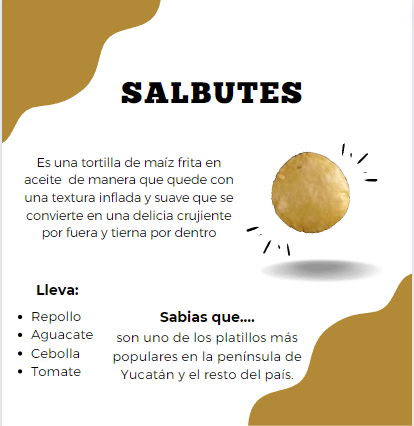 SALBUTES
Es una tortilla de maíz frita en
aceite de manera que quede con
una textura inflada y suave que se
convierte en una delicia crujiente
por fuera y tierna por dentro
Lleva:
• Repollo
• Aguacate
• Cebolla
• Tomate
Sabias que....
son uno de los platillos más
populares en la península de
Yucatán y el resto del país.